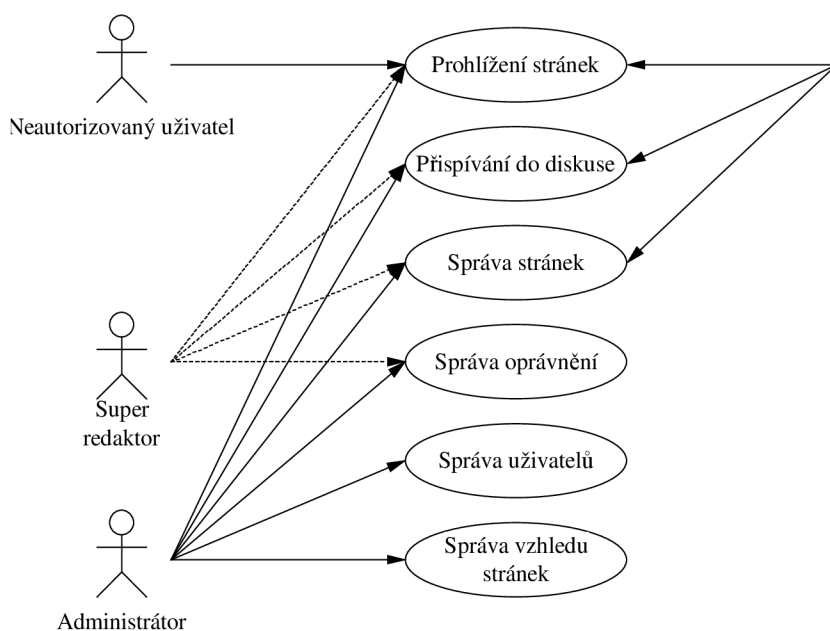 Prohlížení stránek
Neautorizovaný uživatel
Přispívání do diskuse
Správa stránek
Správa oprávnění
Super
redaktor
Správa uživatelů
Správa vzhledu
stránek
Administrátor